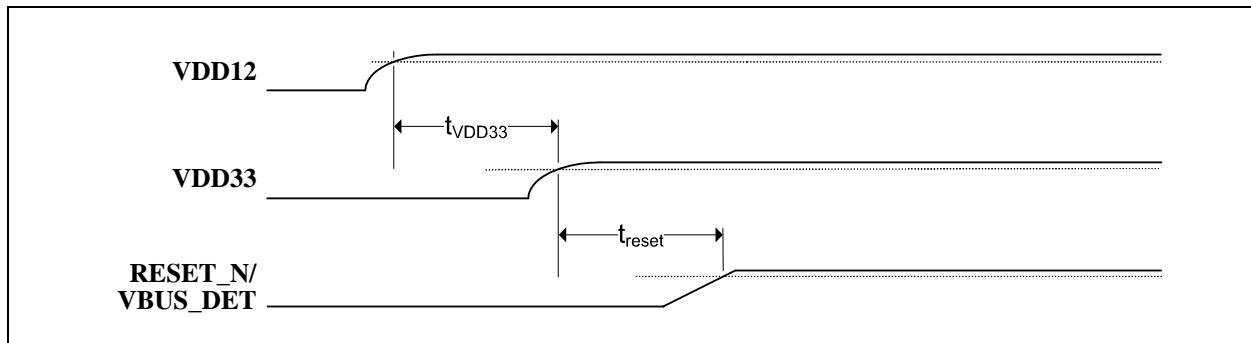 VDD12
tVDD33
VDD33
treset
RESET_N/
VBUS_DET